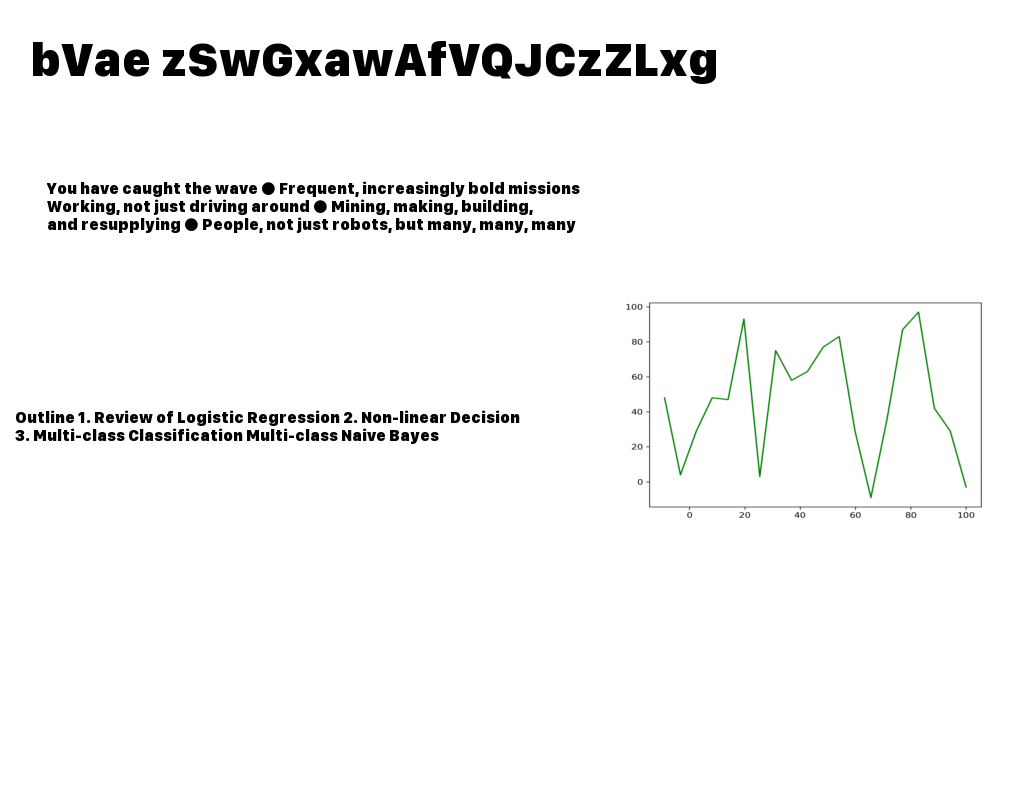 bVae zSwGxawAfVQJCzZLxg
You have caught the wave ● Frequent, increasingly bold missions
Working, not just driving around ● Mining, making, building,
and resupplying ● People, not just robots, but many, many, many
100
80
60
40
20
0
0 20 40 60 80 100
Outline 1. Review of Logistic Regression 2. Non-linear Decision
3. Multi-class Classification Multi-class Naive Bayes